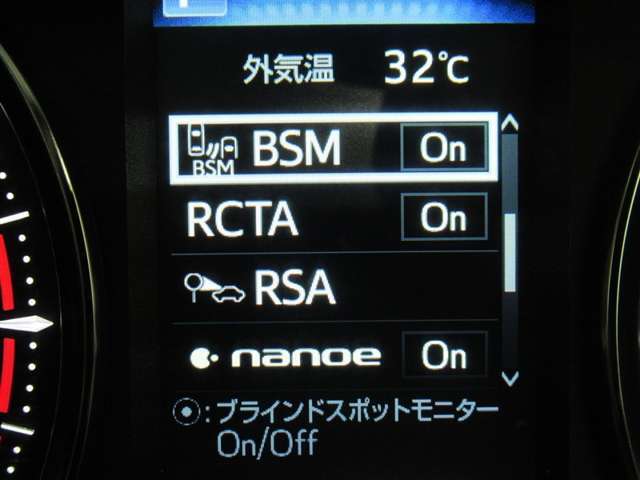 外気温 32℃
BSM BSM On
RCTA On
RSA
nanoe On
⦿:ブラインドスポットモニター
On/Off